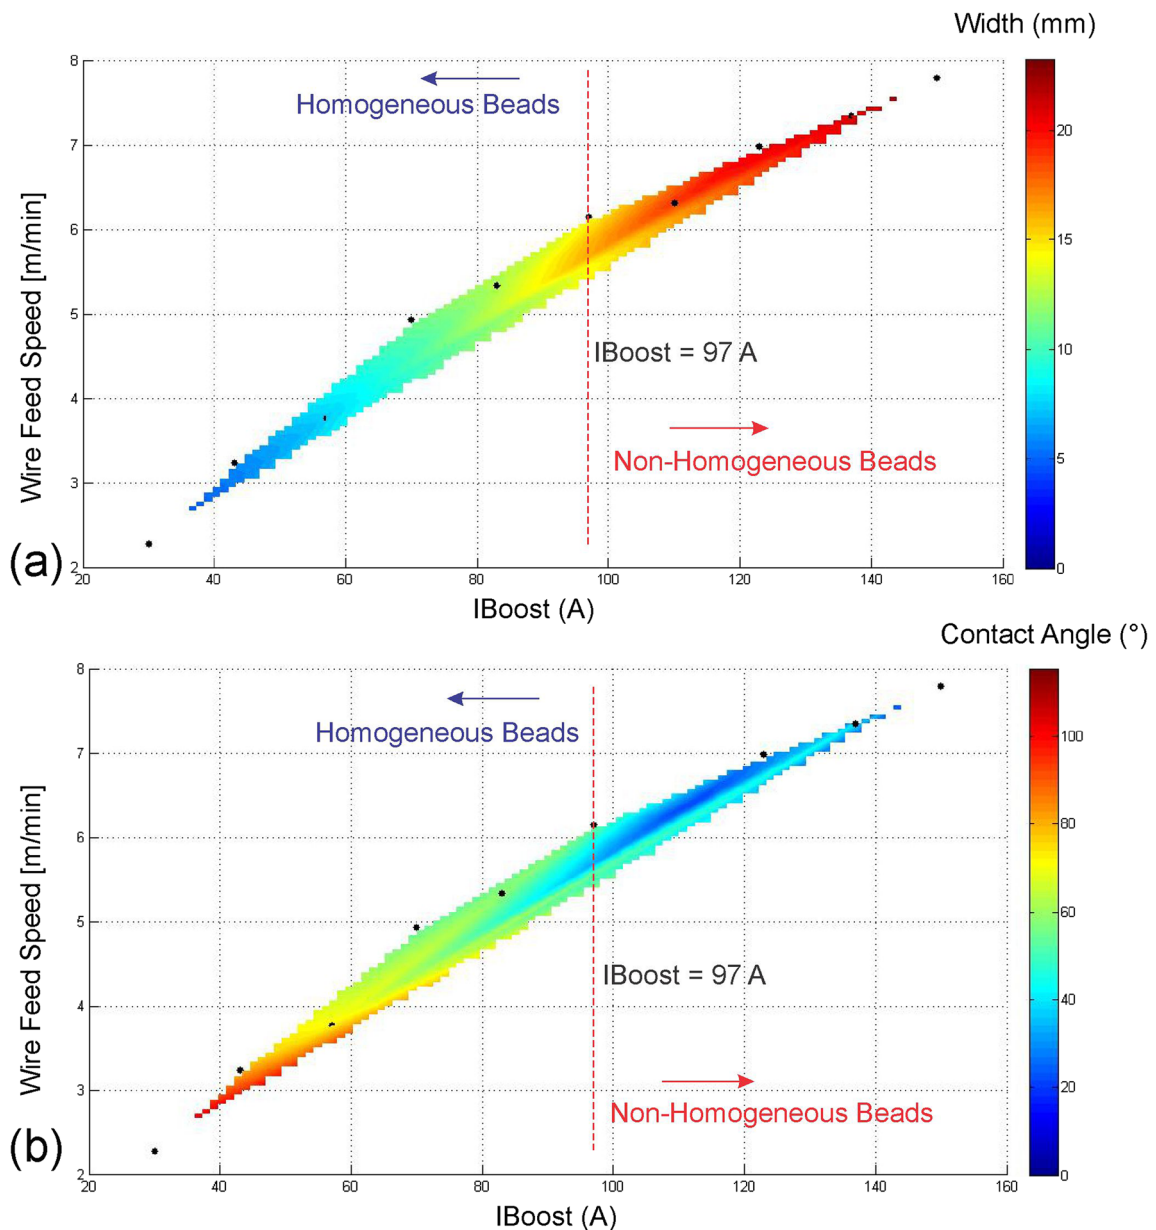 (a)
Width (mm)
8
7
6
5
4
3
2
Wire Feed Speed [m/min]
Homogeneous Beads
IBoost = 97 A
Non-Homogeneous Beads
20 40 60 80 100 120 140 160
IBoost (A)
20
15
10
5
0
(b)
Contact Angle (°)
8
7
6
5
4
3
2
Wire Feed Speed [m/min]
Homogeneous Beads
IBoost = 97 A
Non-Homogeneous Beads
20 40 60 80 100 120 140 160
IBoost (A)
100
80
60
40
20
0